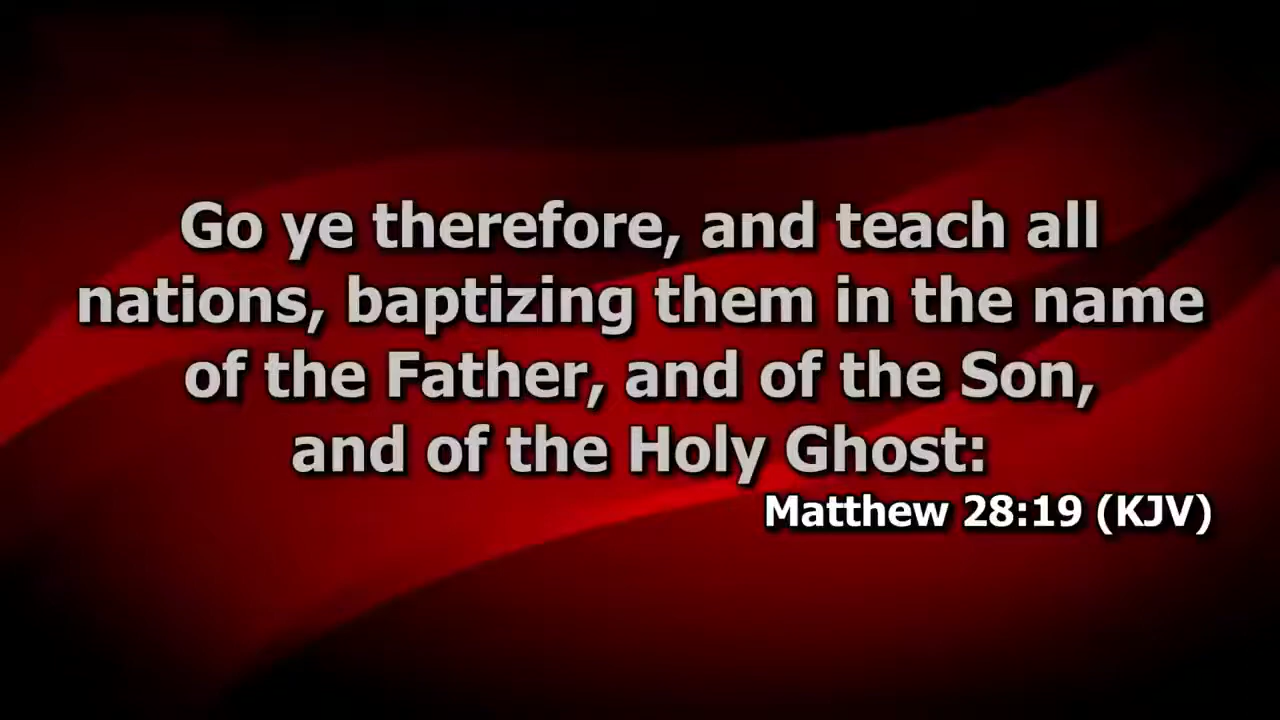 Go ye therefore, and teach all
nations, baptizing them in the name
of the Father, and of the Son,
and of the Holy Ghost:
Matthew 28:19 (KJV)